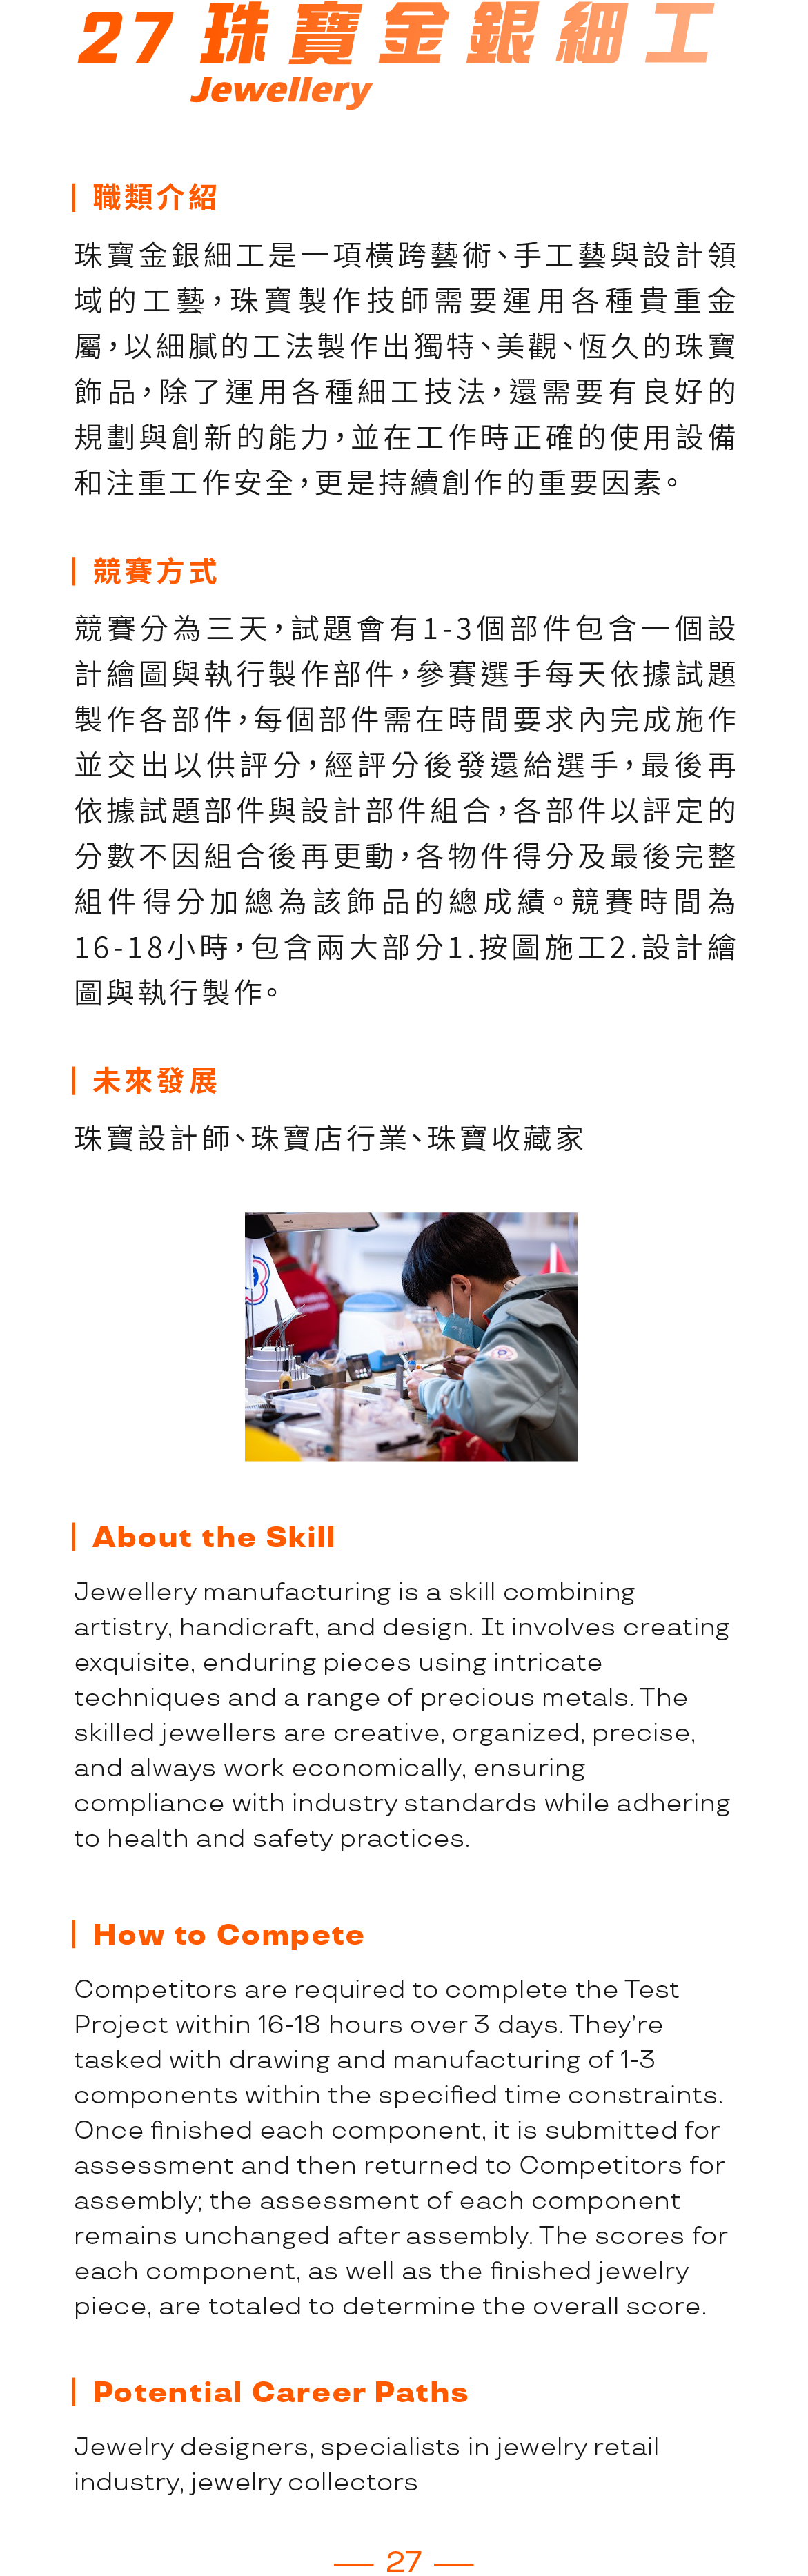 27 珠寶金銀細工
Jewellery
職類介紹
珠寶金銀細工是一項橫跨藝術、手工藝與設計領
域的工藝，珠寶製作技師需要運用各種貴重金
屬，以細膩的工法製作出獨特、美觀、恆久的珠寶
飾品，除了運用各種細工技法，還需要有良好的
規劃與創新的能力，並在工作時正確的使用設備
和注重工作安全，更是持續創作的重要因素。
競賽方式
競賽分為三天，試題會有1-3個部件包含一個設
計繪圖與執行製作部件，參賽選手每天依據試題
製作各部件，每個部件需在時間要求內完成施作
並交出以供評分，經評分後發還給選手，最後再
依據試題部件與設計部件組合，各部件以評定的
分數不因組合後再更動，各物件得分及最後完整
組件得分加總為該飾品的總成績。競賽時間為
16-18小時，包含兩大部分1.按圖施工2.設計繪
圖與執行製作。
未來發展
珠寶設計師、珠寶店行業、珠寶收藏家
About the Skill
Jewellery manufacturing is a skill combining
artistry, handicraft, and design. It involves creating
exquisite, enduring pieces using intricate
techniques and a range of precious metals. The
skilled jewellers are creative, organized, precise,
and always work economically, ensuring
compliance with industry standards while adhering
to health and safety practices.
How to Compete
Competitors are required to complete the Test
Project within 16-18 hours over 3 days. They’re
tasked with drawing and manufacturing of 1-3
components within the specified time constraints.
Once finished each component, it is submitted for
assessment and then returned to Competitors for
assembly; the assessment of each component
remains unchanged after assembly. The scores for
each component, as well as the finished jewelry
piece, are totaled to determine the overall score.
Potential Career Paths
Jewelry designers, specialists in jewelry retail
industry, jewelry collectors
27